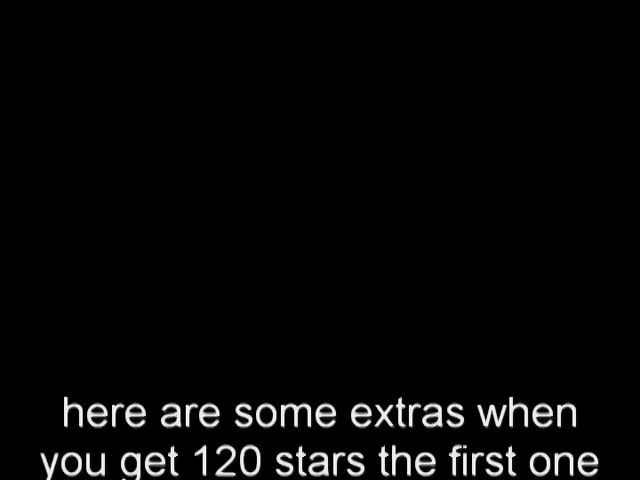 here are some extras when
you get 120 stars the first one